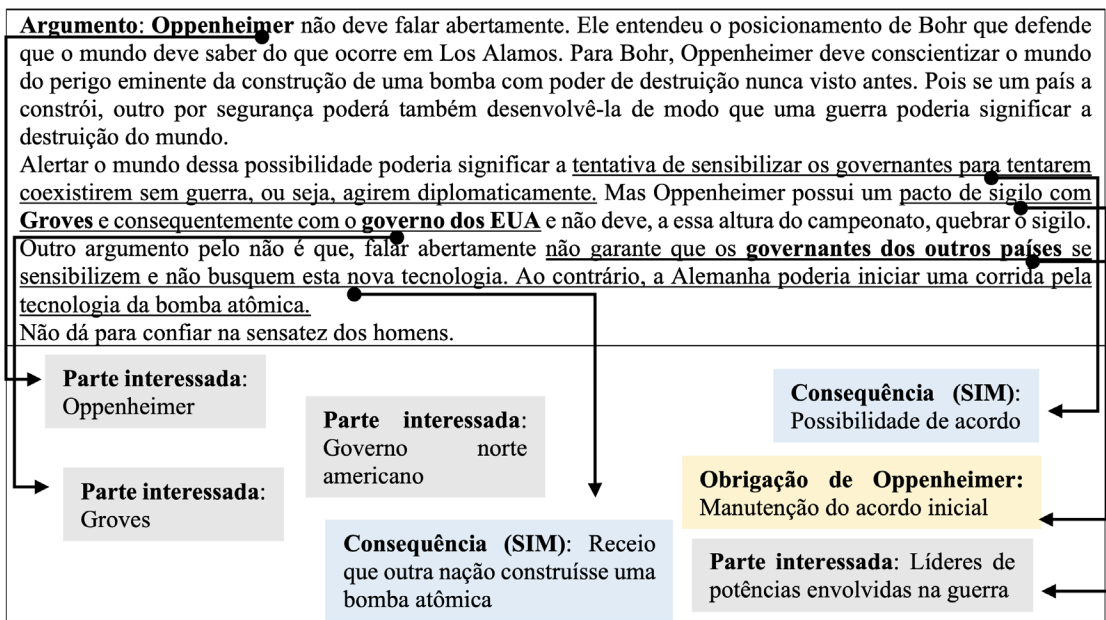 Argumento: Oppenheimer não deve falar abertamente. Ele entendeu o posicionamento de Bohr que defende
que o mundo deve saber do que ocorre em Los Alamos. Para Bohr, Oppenheimer deve conscientizar o mundo
do perigo eminente da construção de uma bomba com poder de destruição nunca visto antes. Pois se um país a
constrói, outro por segurança poderá também desenvolvê-la de modo que uma guerra poderia significar a
destruição do mundo.
Alertar o mundo dessa possibilidade poderia significar a tentativa de sensibilizar os governantes para tentarem
coexistirem sem guerra, ou seja, agirem diplomaticamente. Mas Oppenheimer possui um pacto de sigilo com
Groves e consequentemente com o governo dos EUA e não deve, a essa altura do campeonato, quebrar o sigilo.
Outro argumento pelo não é que, falar abertamente não garante que os governantes dos outros países se
sensibilizem e não busquem esta nova tecnologia. Ao contrário, a Alemanha poderia iniciar uma corrida pela
tecnologia da bomba atômica.
Não dá para confiar na sensatez dos homens.
Parte interessada:
Oppenheimer
Parte interessada:
Governo norte
americano
Consequência (SIM):
Possibilidade de acordo
Parte interessada:
Groves
Obrigação de Oppenheimer:
Manutenção do acordo inicial
Consequência (SIM): Receio
que outra nação construísse uma
bomba atômica
Parte interessada: Líderes de
potências envolvidas na guerra